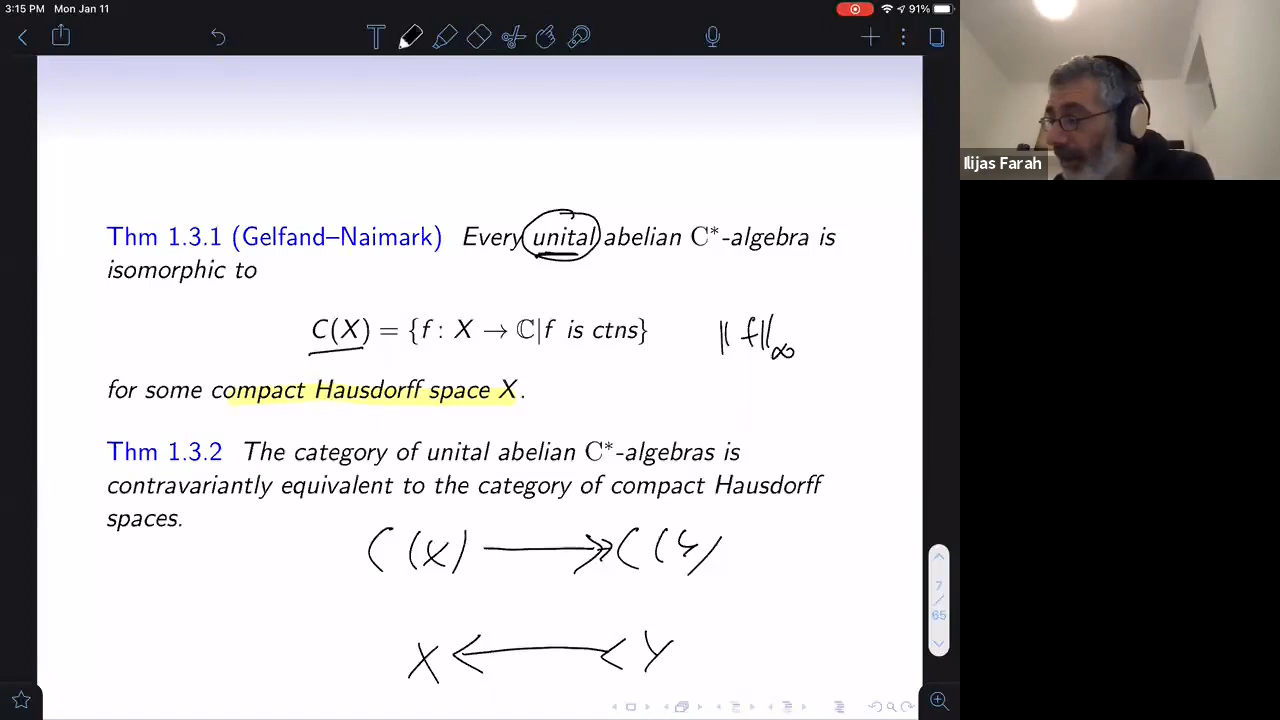 3:15 PM Mon Jan 11
91%
T
Thm 1.3.1 (Gelfand–Naimark) Every unital abelian C*-algebra is
isomorphic to
C(X) = {f : X → ℂ|f is ctns} ‖f‖∞
for some compact Hausdorff space X.
Thm 1.3.2 The category of unital abelian C*-algebras is
contravariantly equivalent to the category of compact Hausdorff
spaces.
C(X) ↠ C(Y)
X ← < Y
7
/
65
Ilijas Farah